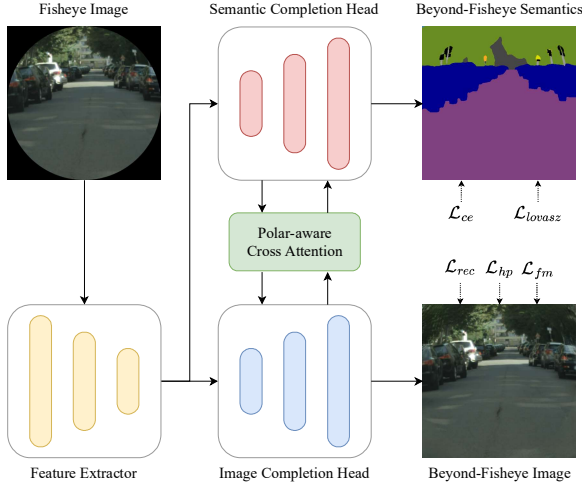 Fisheye Image
Semantic Completion Head
Beyond-Fisheye Semantics
ℒce
ℒlovasz
Polar-aware
Cross Attention
ℒrec
ℒhp
ℒfm
Feature Extractor
Image Completion Head
Beyond-Fisheye Image